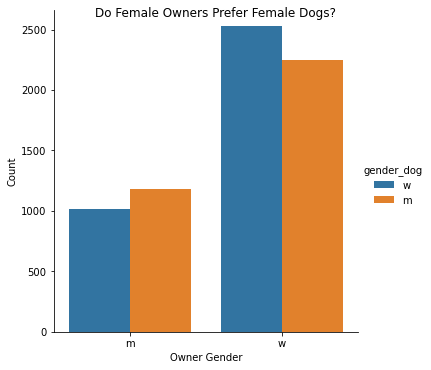 Do Female Owners Prefer Female Dogs?
2500
2000
1500
1000
500
0
Count
m
w
Owner Gender
gender_dog
w
m